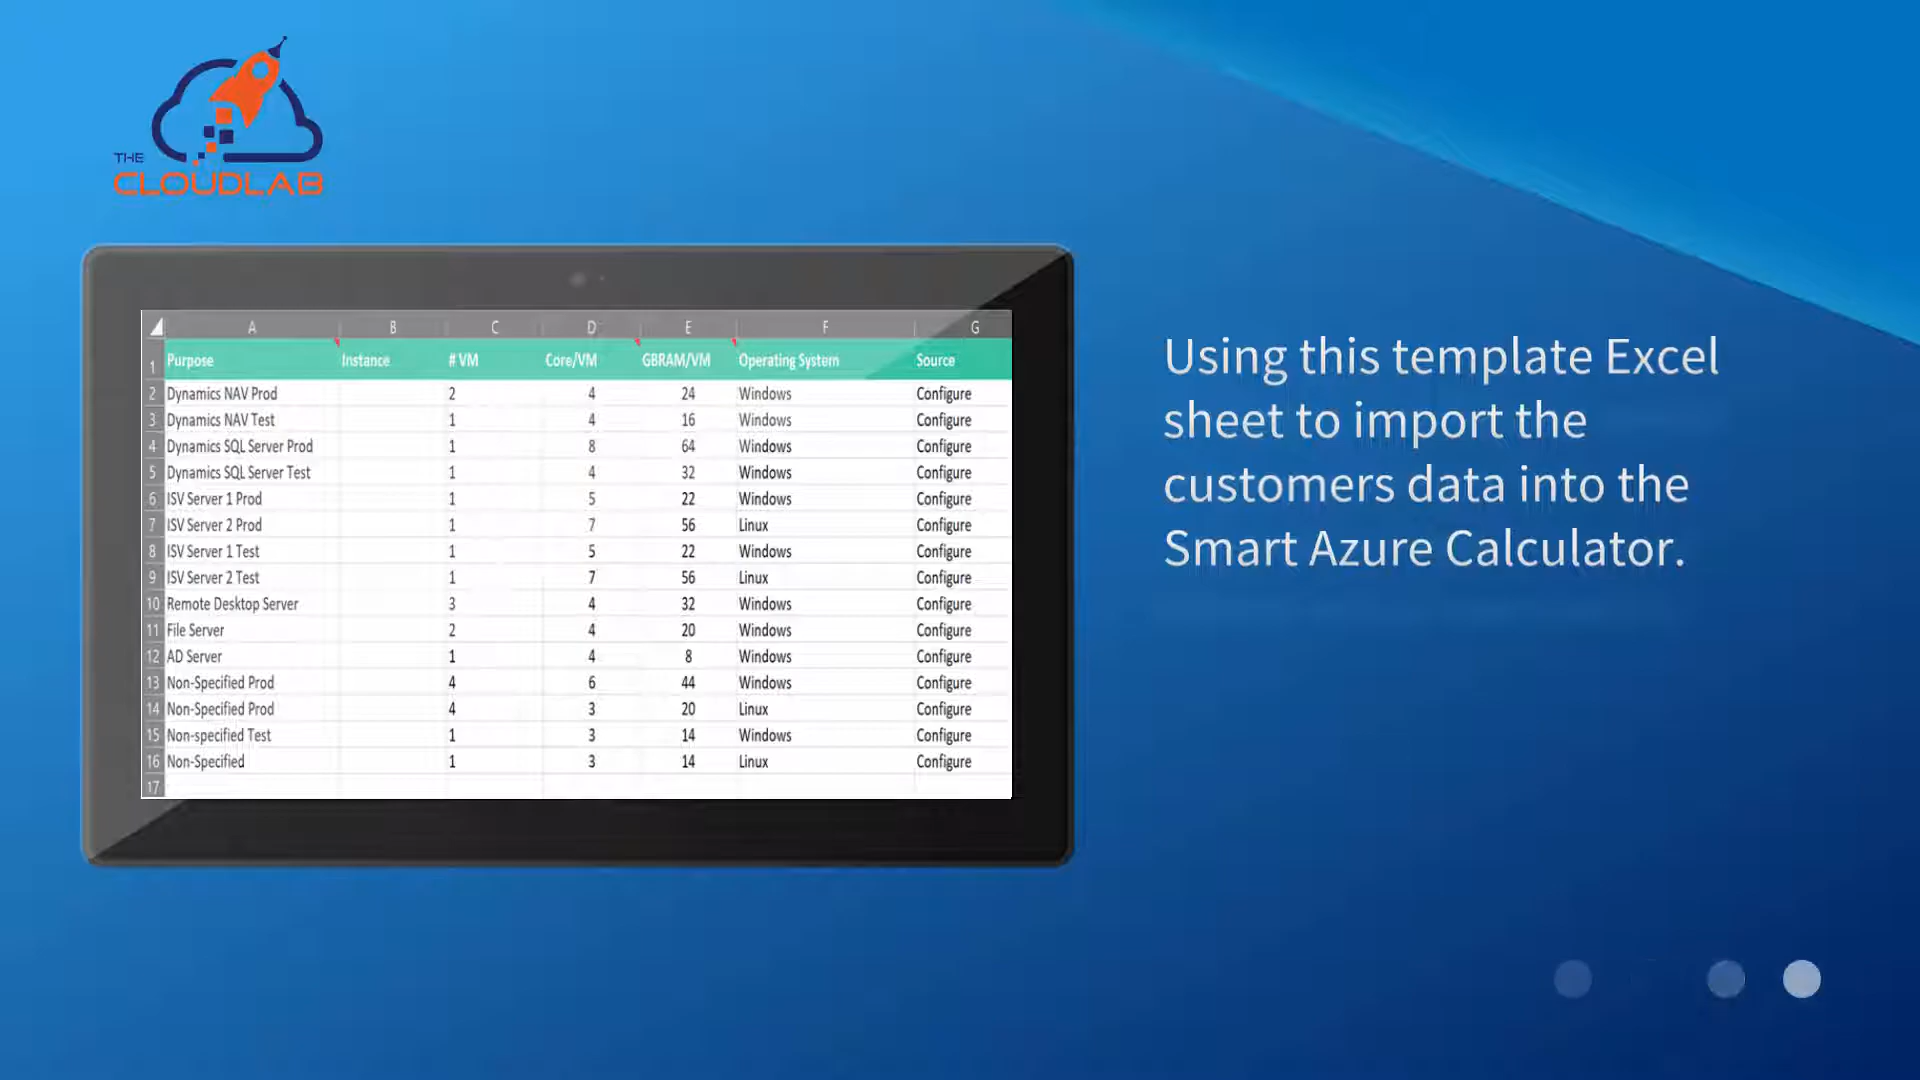 THE
CLOUDLAB
A B C D E F G
1 Purpose Instance # VM Core/VM GBRAM/VM Operating System Source
2 Dynamics NAV Prod 2 4 24 Windows Configure
3 Dynamics NAV Test 1 4 16 Windows Configure
4 Dynamics SQL Server Prod 1 8 64 Windows Configure
5 Dynamics SQL Server Test 1 4 32 Windows Configure
6 ISV Server 1 Prod 1 5 22 Windows Configure
7 ISV Server 2 Prod 1 7 56 Linux Configure
8 ISV Server 1 Test 1 5 22 Windows Configure
9 ISV Server 2 Test 1 7 56 Linux Configure
10 Remote Desktop Server 3 4 32 Windows Configure
11 File Server 2 4 20 Windows Configure
12 AD Server 1 4 8 Windows Configure
13 Non-Specified Prod 4 6 44 Windows Configure
14 Non-Specified Prod 4 3 20 Linux Configure
15 Non-specified Test 1 3 14 Windows Configure
16 Non-Specified 1 3 14 Linux Configure
17
Using this template Excel
sheet to import the
customers data into the
Smart Azure Calculator.